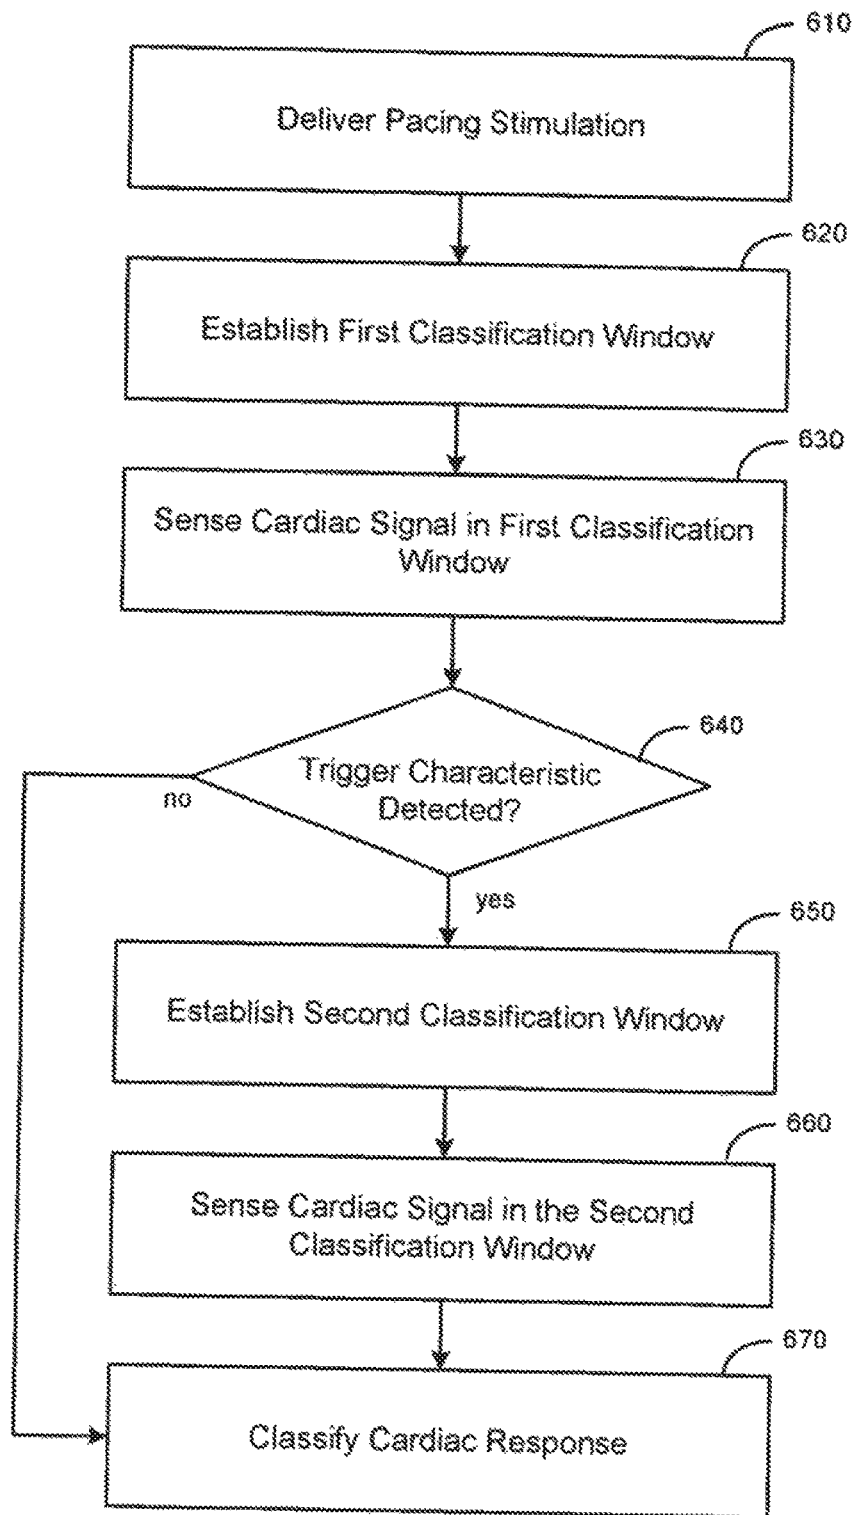 610
Deliver Pacing Stimulation
620
Establish First Classification Window
630
Sense Cardiac Signal in First Classification
Window
640
Trigger Characteristic
Detected?
no
yes
650
Establish Second Classification Window
660
Sense Cardiac Signal in the Second
Classification Window
670
Classify Cardiac Response